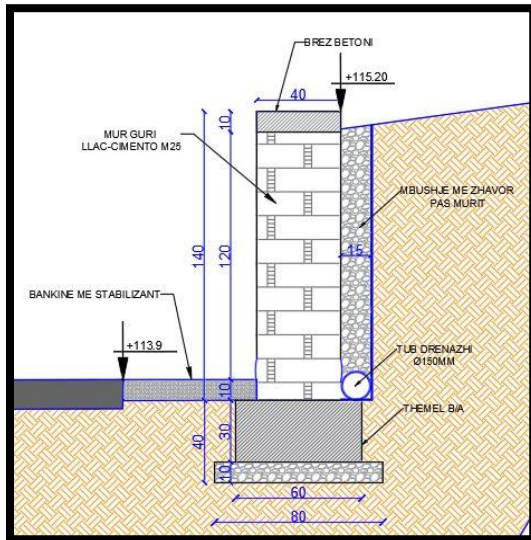 BREZ BETONI
+115.20
40
10
MUR GURI
LLAC-CIMENTO M25
MBUSHJE ME ZHAVOR
PAS MURIT
140
120
15
BANKINE ME STABILIZANT
+113.9
TUB DRENAZHI
Ø150MM
10
THEMEL B/A
40
30
10
60
80